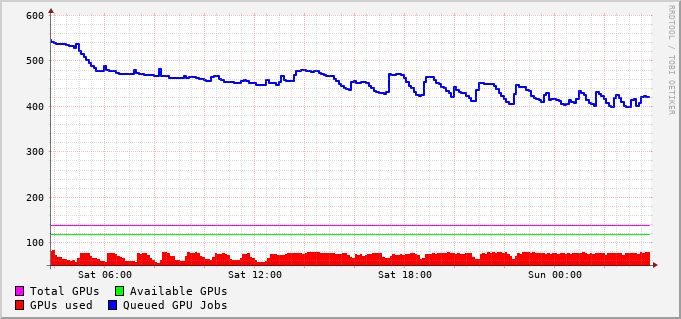 600
500
400
300
200
100
Sat 06:00 Sat 12:00 Sat 18:00 Sun 00:00
Total GPUs Available GPUs
GPUs used Queued GPU Jobs
RRDTOOL / TOBI OETIKER